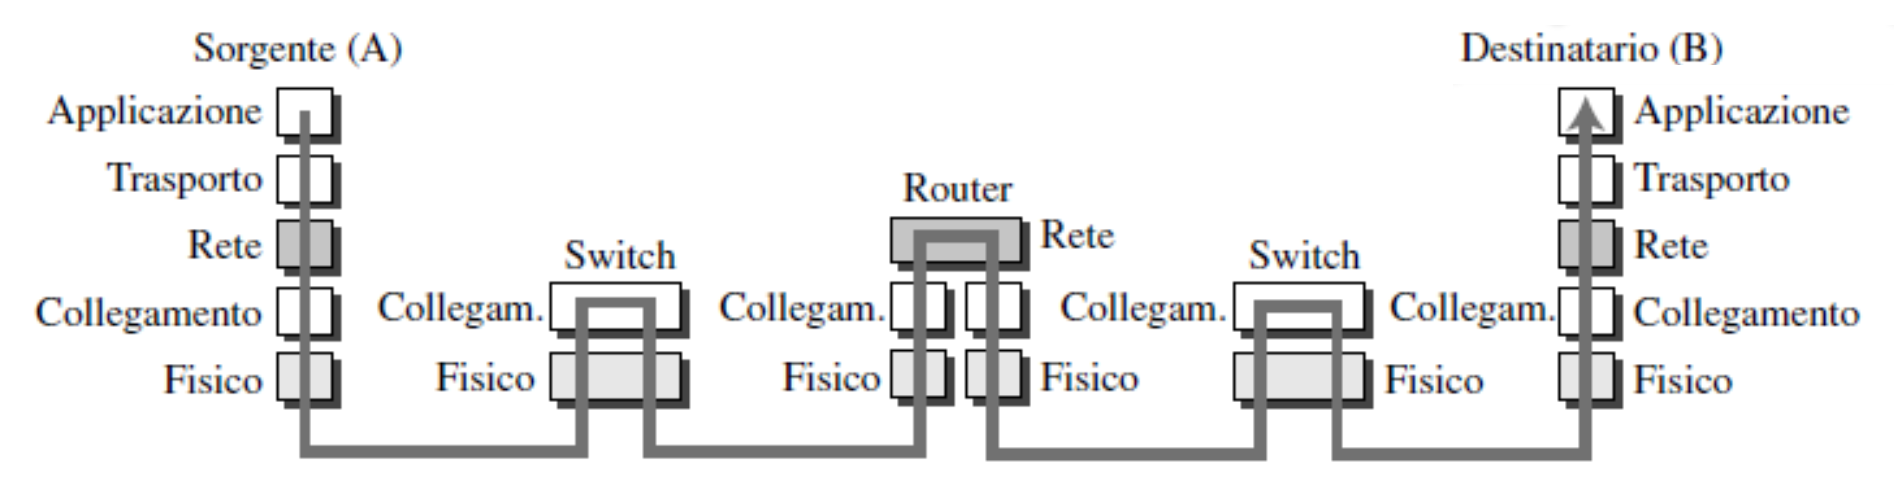 Sorgente (A)
Destinatario (B)
Applicazione
Trasporto
Rete
Collegamento
Fisico
Switch
Collegam.
Fisico
Router
Rete
Collegam.
Fisico
Fisico
Switch
Collegam.
Fisico
Collegam.
Applicazione
Trasporto
Rete
Collegamento
Fisico